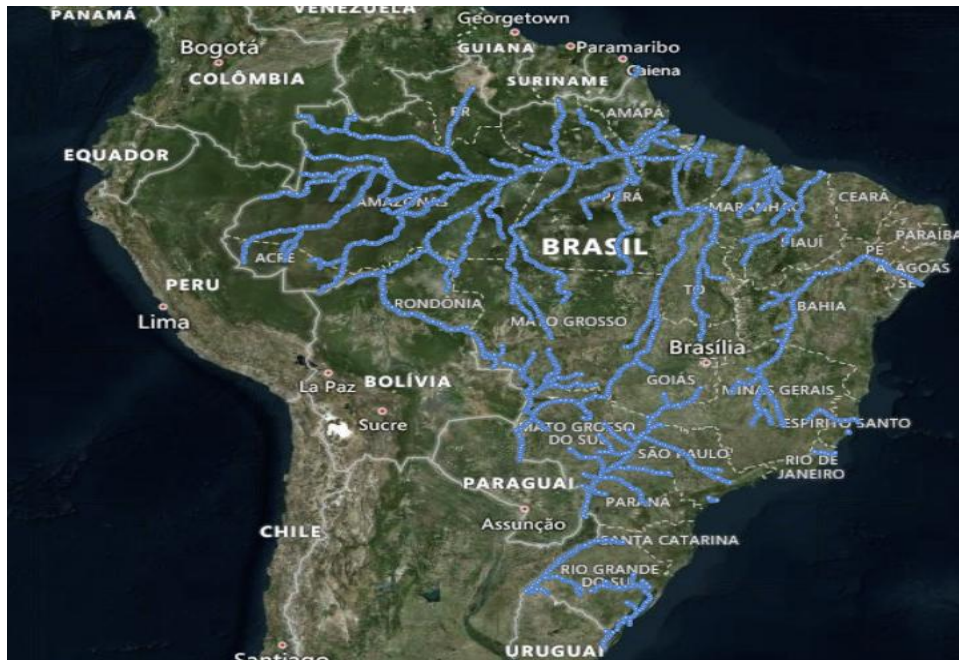 PANAMÁ
VENEZUELA
Georgetown
Bogotá
GUIANA
Paramaribo
COLÔMBIA
SURINAME
Caiena
RR
AMAPÁ
EQUADOR
AMAZONAS
PARÁ
MARANHÃO
CEARÁ
BRASIL
PIAUÍ
PARAÍBA
PE
ACRE
ALAGOAS
SE
PERU
RONDÔNIA
TO
BAHIA
Lima
MATO GROSSO
Brasília
La Paz
BOLÍVIA
GOIÁS
MINAS GERAIS
Sucre
MATO GROSSO
DO SUL
ESPÍRITO SANTO
SÃO PAULO
RIO DE
JANEIRO
PARAGUAI
PARANÁ
Assunção
CHILE
SANTA CATARINA
RIO GRANDE
DO SUL
URUGUAI
Santiago